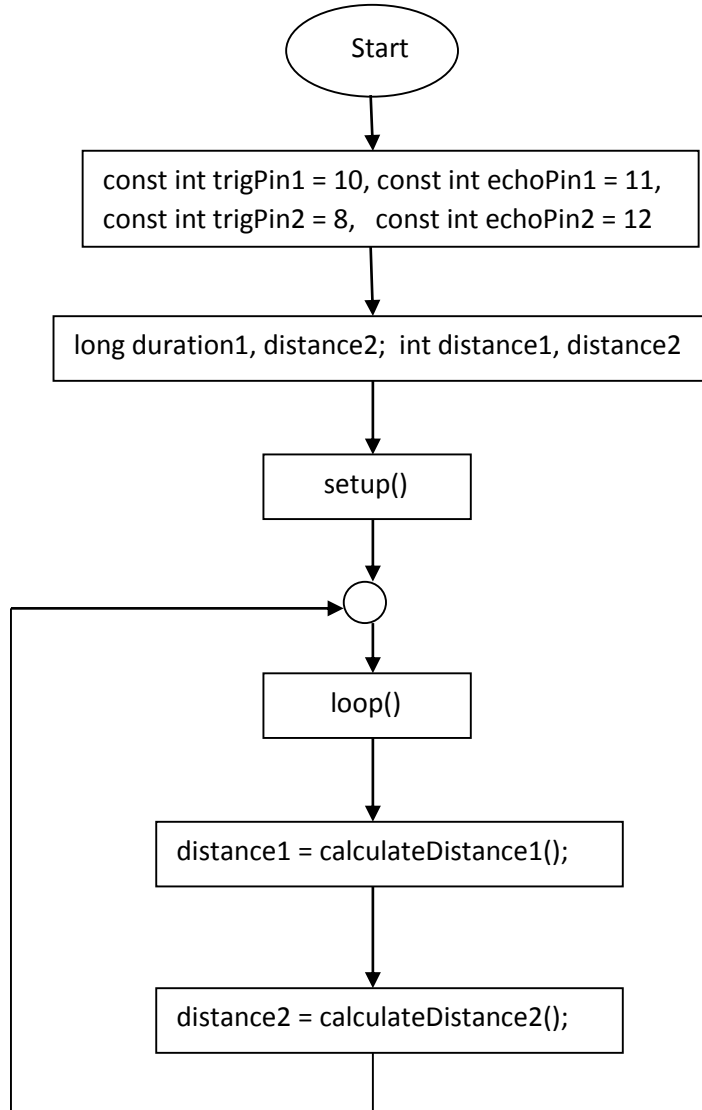 Start
const int trigPin1 = 10, const int echoPin1 = 11,
const int trigPin2 = 8, const int echoPin2 = 12
long duration1, distance2; int distance1, distance2
setup()
loop()
distance1 = calculateDistance1();
distance2 = calculateDistance2();